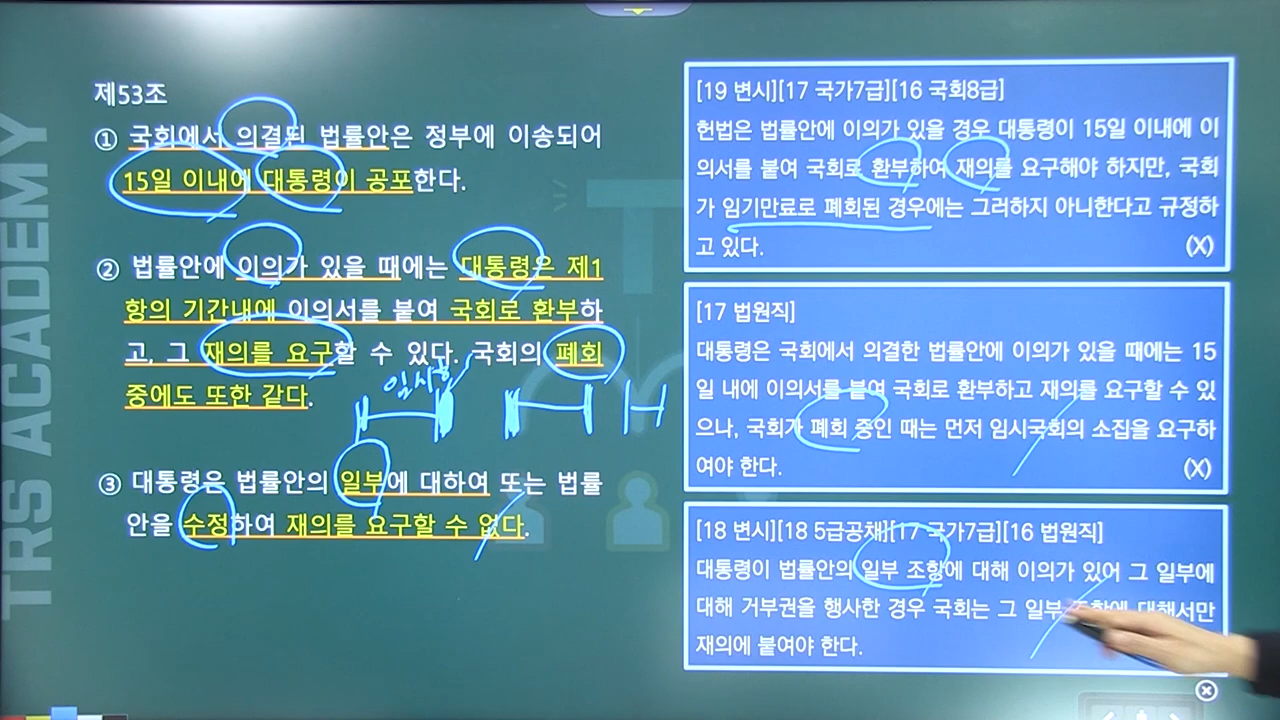 TRS ACADEMY
제53조
① 국회에서 의결된 법률안은 정부에 이송되어
15일 이내에 대통령이 공포한다.
② 법률안에 이의가 있을 때에는 대통령은 제1
항의 기간내에 이의서를 붙여 국회로 환부하
고, 그 재의를 요구할 수 있다. 국회의 폐회
중에도 또한 같다.
③ 대통령은 법률안의 일부에 대하여 또는 법률
안을 수정하여 재의를 요구할 수 없다.
[19 변시][17 국가7급][16 국회8급]
헌법은 법률안에 이의가 있을 경우 대통령이 15일 이내에 이
의서를 붙여 국회로 환부하여 재의를 요구해야 하지만, 국회
가 임기만료로 폐회된 경우에는 그러하지 아니한다고 규정하
고 있다. (X)
[17 법원직]
대통령은 국회에서 의결한 법률안에 이의가 있을 때에는 15
일 내에 이의서를 붙여 국회로 환부하고 재의를 요구할 수 있
으나, 국회가 폐회 중인 때는 먼저 임시국회의 소집을 요구하
여야 한다. (X)
[18 변시][18 5급공채][17 국가7급][16 법원직]
대통령이 법률안의 일부 조항에 대해 이의가 있어 그 일부에
대해 거부권을 행사한 경우 국회는 그 일부 조항에 대해서만
재의에 붙여야 한다.